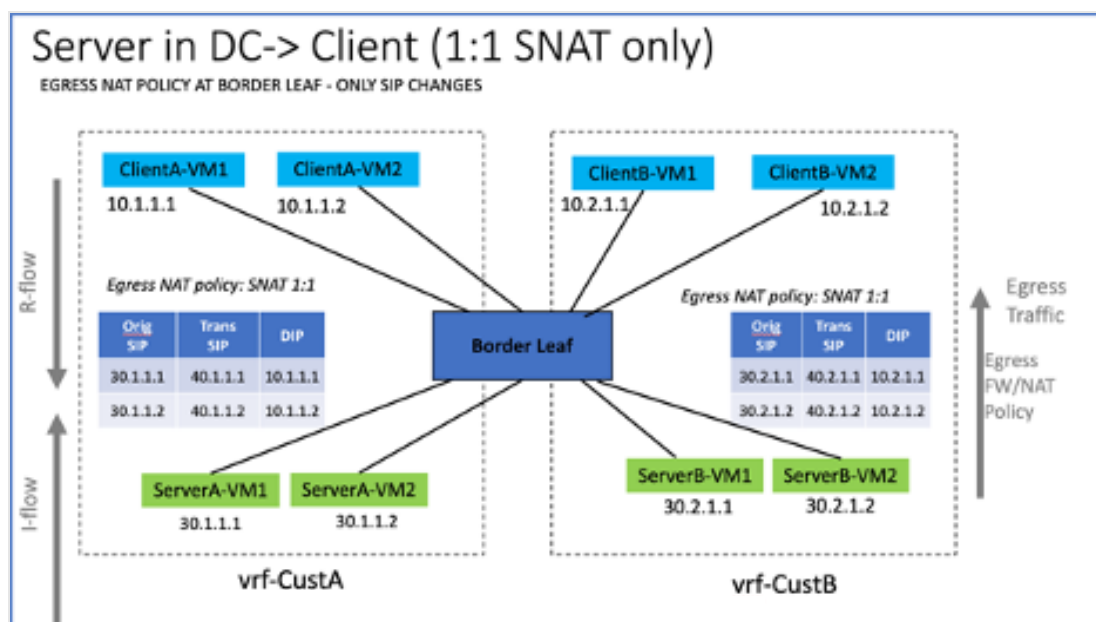 Server in DC-> Client (1:1 SNAT only)
EGRESS NAT POLICY AT BORDER LEAF - ONLY SIP CHANGES
ClientA-VM1
ClientA-VM2
10.1.1.1
10.1.1.2
ClientB-VM1
ClientB-VM2
10.2.1.1
10.2.1.2
R-flow
I-flow
Egress NAT policy: SNAT 1:1
Orig SIP Trans SIP DIP
30.1.1.1 40.1.1.1 10.1.1.1
30.1.1.2 40.1.1.2 10.1.1.2
Border Leaf
Egress NAT policy: SNAT 1:1
Orig SIP Trans SIP DIP
30.2.1.1 40.2.1.1 10.2.1.1
30.2.1.2 40.2.1.2 10.2.1.2
Egress
Traffic
Egress
FW/NAT
Policy
ServerA-VM1
ServerA-VM2
30.1.1.1
30.1.1.2
ServerB-VM1
ServerB-VM2
30.2.1.1
30.2.1.2
vrf-CustA
vrf-CustB